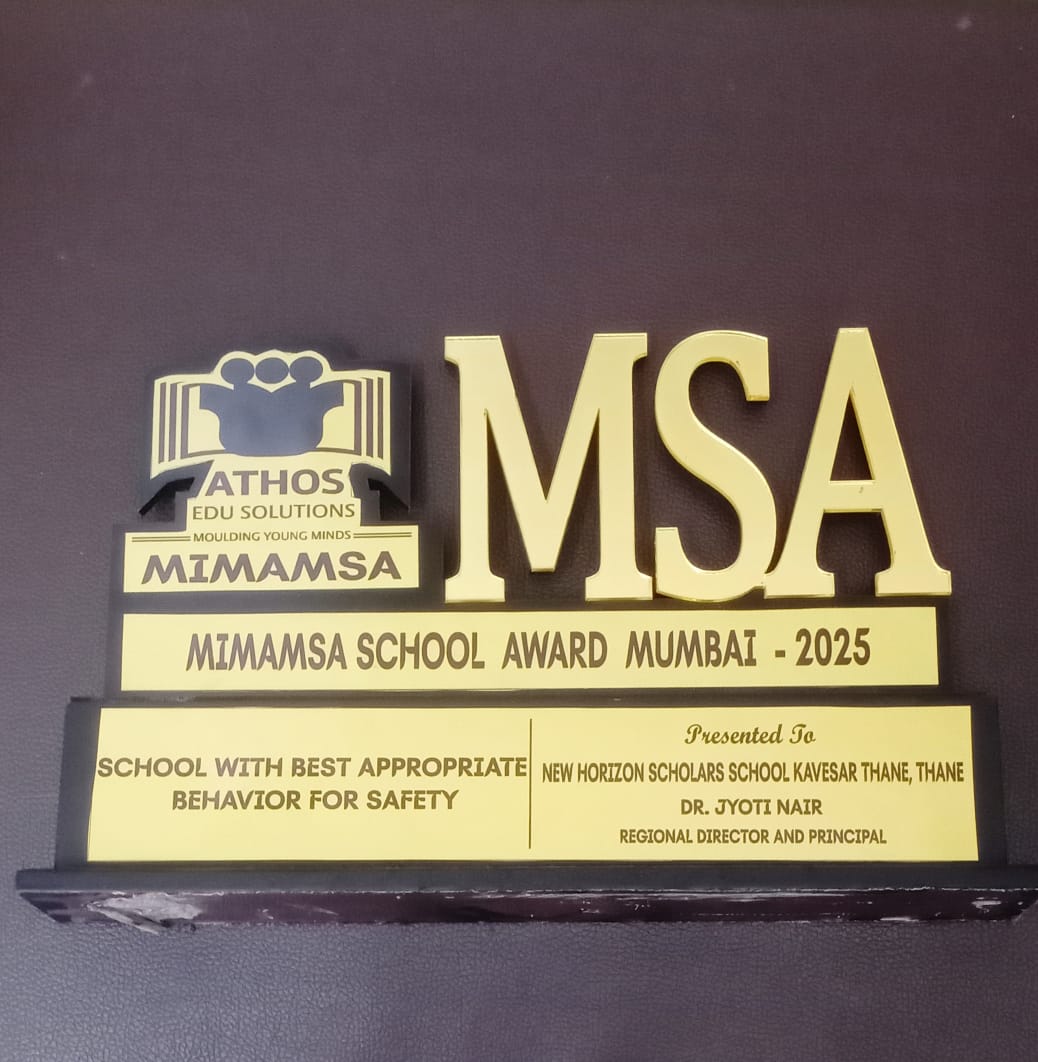 ATHOS
EDU SOLUTIONS
MOULDING YOUNG MINDS
MIMAMSA
MSA
MIMAMSA SCHOOL AWARD MUMBAI - 2025
SCHOOL WITH BEST APPROPRIATE
BEHAVIOR FOR SAFETY
Presented To
NEW HORIZON SCHOLARS SCHOOL KAVESAR THANE, THANE
DR. JYOTI NAIR
REGIONAL DIRECTOR AND PRINCIPAL